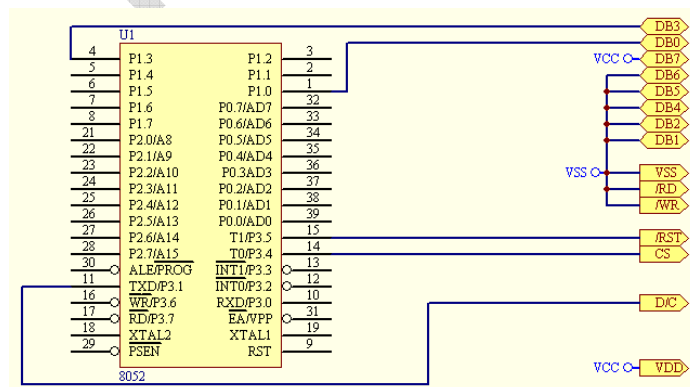 U1
4 P1.3 P1.2 3
5 P1.4 P1.1 2
6 P1.5 P1.0 1
7 P1.6 P0.7/AD7 32
8 P1.7 P0.6/AD6 33
21 P2.0/A8 P0.5/AD5 34
22 P2.1/A9 P0.4/AD4 35
23 P2.2/A10 P0.3AD3 36
24 P2.3/A11 P0.2/AD2 37
25 P2.4/A12 P0.1/AD1 38
26 P2.5/A13 P0.0/AD0 39
27 P2.6/A14 T1/P3.5 15
28 P2.7/A15 T0/P3.4 14
30 ALE/PROG INT1/P3.3 13
11 TXD/P3.1 INT0/P3.2 12
16 WR/P3.6 RXD/P3.0 10
17 RD/P3.7 EA/VPP 31
18 XTAL2 XTAL1 19
29 PSEN RST 9
8052
DB3
DB0
VCC DB7
DB6
DB5
DB4
DB2
DB1
VSS VSS
/RD
/WR
/RST
CS
D/C
VCC VDD